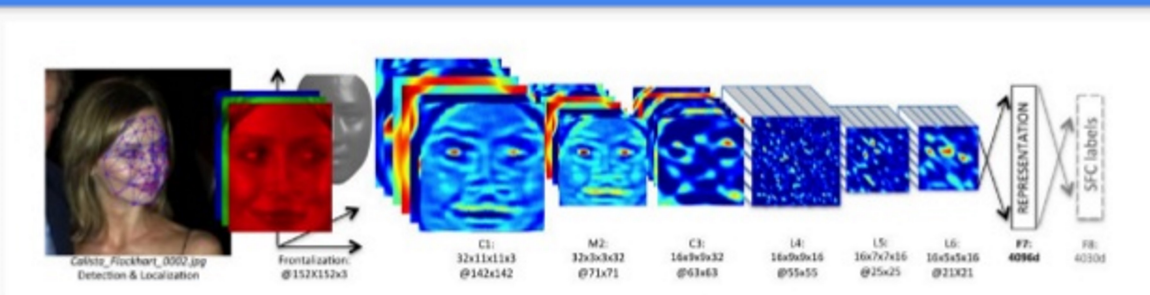 Calista_Flockhart_0002.jpg
Detection & Localization
Frontalization:
@152X152x3
C1:
32x11x11x3
@142x142
M2:
32x3x3x32
@71x71
C3:
16x9x9x32
@63x63
L4:
16x9x9x16
@55x55
L5:
16x7x7x16
@25x25
L6:
16x5x5x16
@21X21
REPRESENTATION
F7:
4096d
SFC labels
F8:
4030d